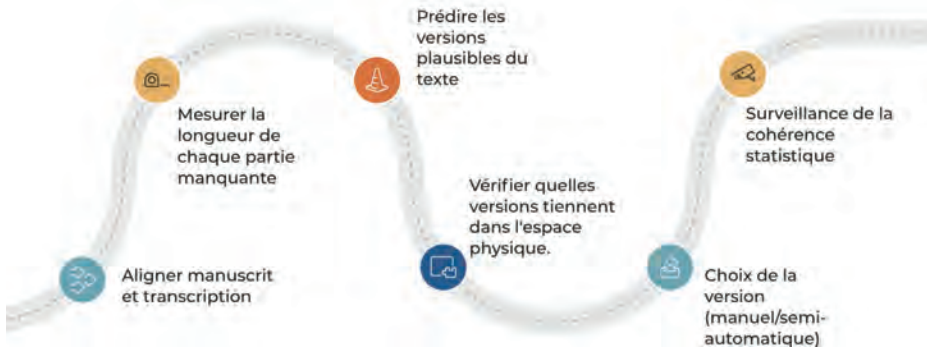 Aligner manuscrit
et transcription
Mesurer la
longueur de
chaque partie
manquante
Prédire les
versions
plausibles du
texte
Vérifier quelles
versions tiennent
dans l'espace
physique.
Choix de la
version
(manuel/semi-
automatique)
Surveillance de la
cohérence
statistique